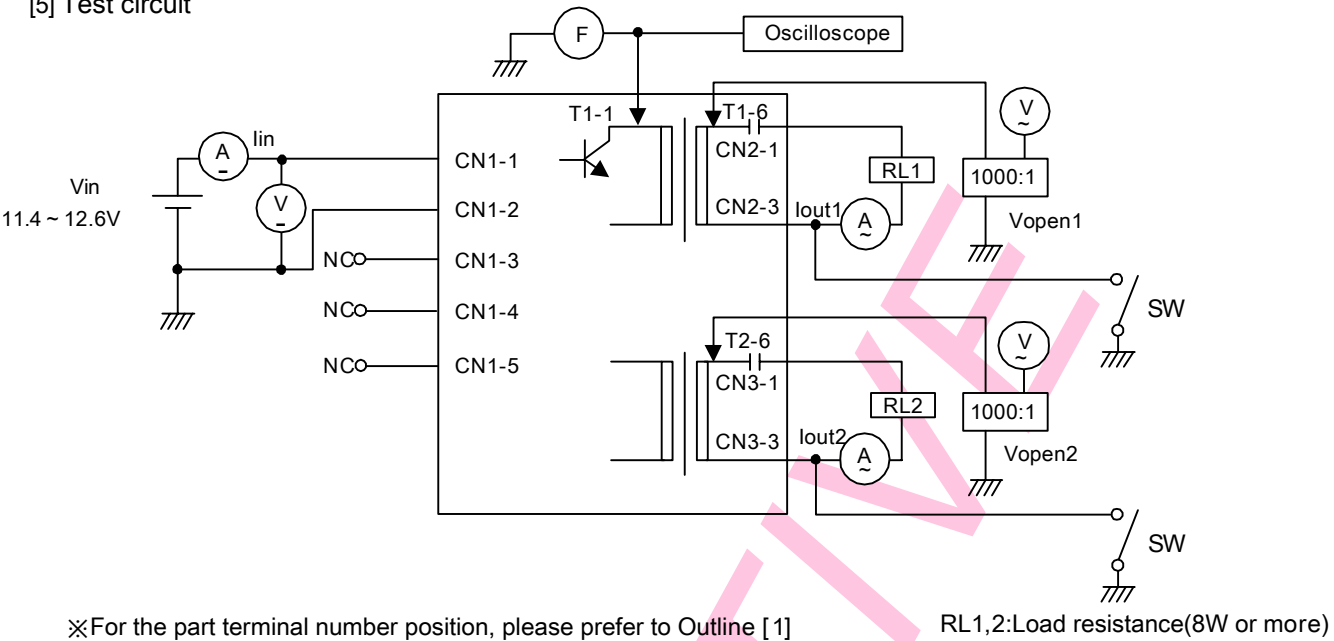 [5] Test circuit
F
Oscilloscope
T1-1
T1-6
V
~
A
-
Iin
CN1-1
CN2-1
RL1
1000:1
Vin
11.4 ~ 12.6V
V
-
CN1-2
CN2-3
Iout1
A
~
Vopen1
NC
CN1-3
NC
CN1-4
SW
T2-6
V
~
NC
CN1-5
CN3-1
RL2
1000:1
CN3-3
Iout2
A
~
Vopen2
SW
※For the part terminal number position, please prefer to Outline [1]
RL1,2:Load resistance(8W or more)